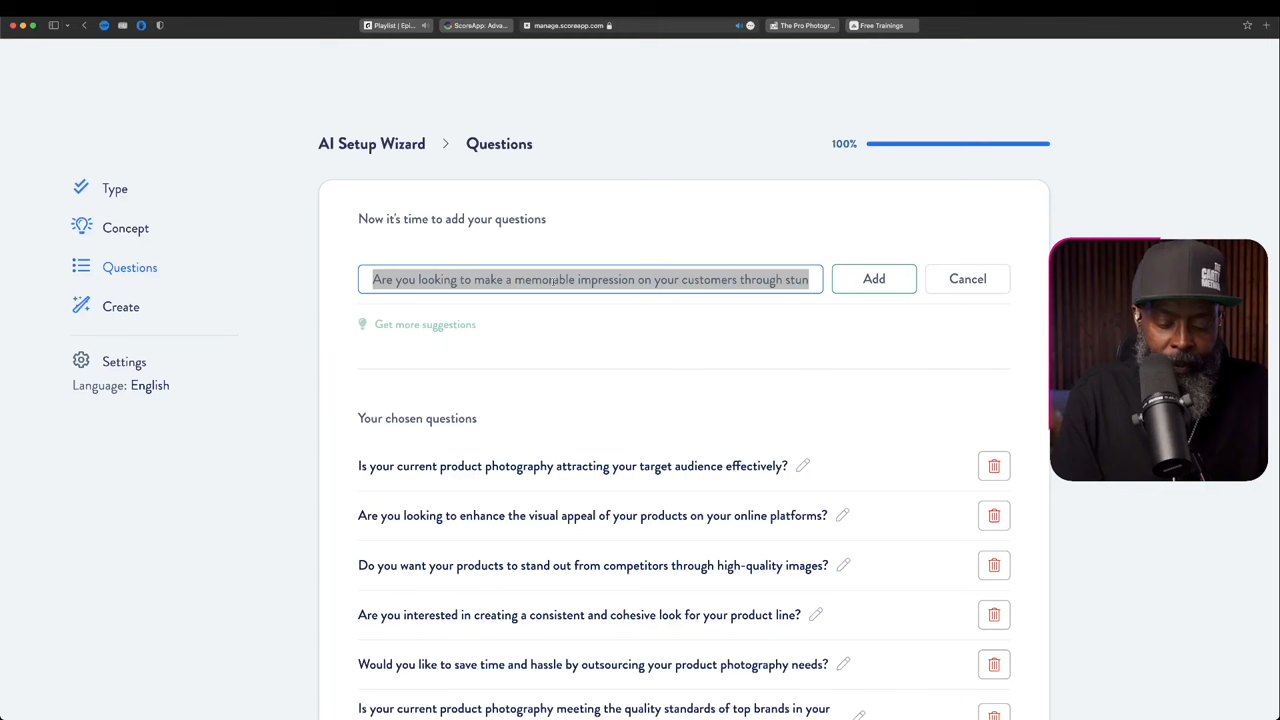 Playlist | Epi...
ScoreApp: Adva...
manage.scoreapp.com
The Pro Photogr...
Free Trainings
AI Setup Wizard > Questions
100%
Type
Concept
Questions
Create
Settings
Language: English
Now it's time to add your questions
Are you looking to make a memorable impression on your customers through stun
Add
Cancel
Get more suggestions
Your chosen questions
Is your current product photography attracting your target audience effectively?
Are you looking to enhance the visual appeal of your products on your online platforms?
Do you want your products to stand out from competitors through high-quality images?
Are you interested in creating a consistent and cohesive look for your product line?
Would you like to save time and hassle by outsourcing your product photography needs?
Is your current product photography meeting the quality standards of top brands in your
THE
CARTER
METHOD